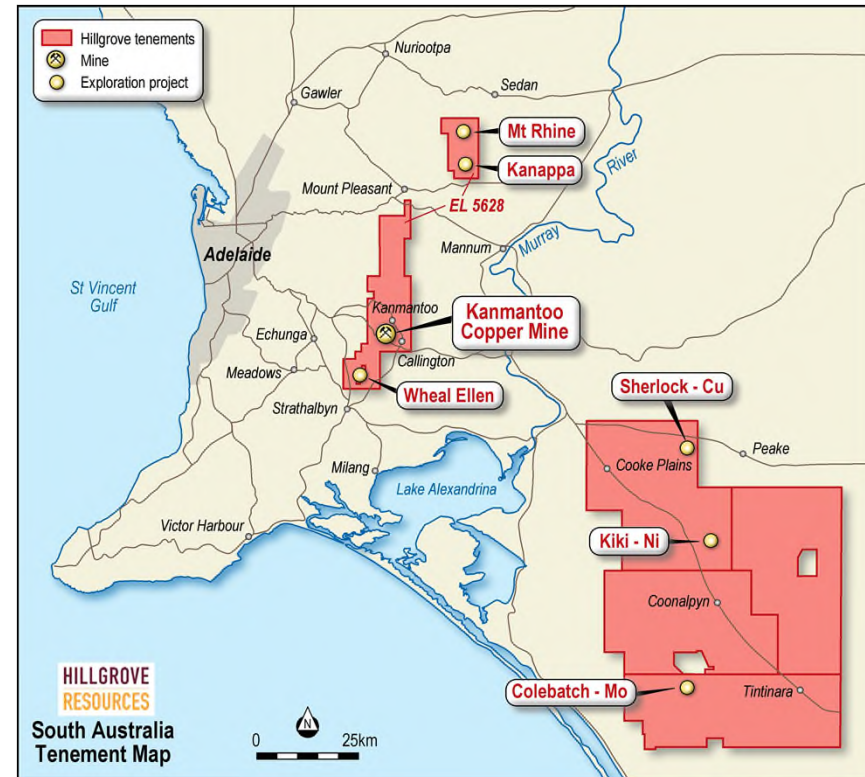 Hillgrove tenements
Mine
Exploration project
Nuriootpa
Sedan
Gawler
Mt Rhine
Kanappa
Mount Pleasant
EL 5628
River
Murray
Mannum
Adelaide
St Vincent
Gulf
Kanmantoo
Kanmantoo
Copper Mine
Echunga
Callington
Meadows
Wheal Ellen
Strathalbyn
Sherlock - Cu
Peake
Cooke Plains
Milang
Lake Alexandrina
Victor Harbour
Kiki - Ni
Coonalpyn
Colebatch - Mo
Tintinara
HILLGROVE
RESOURCES
South Australia
Tenement Map
N
0 25km